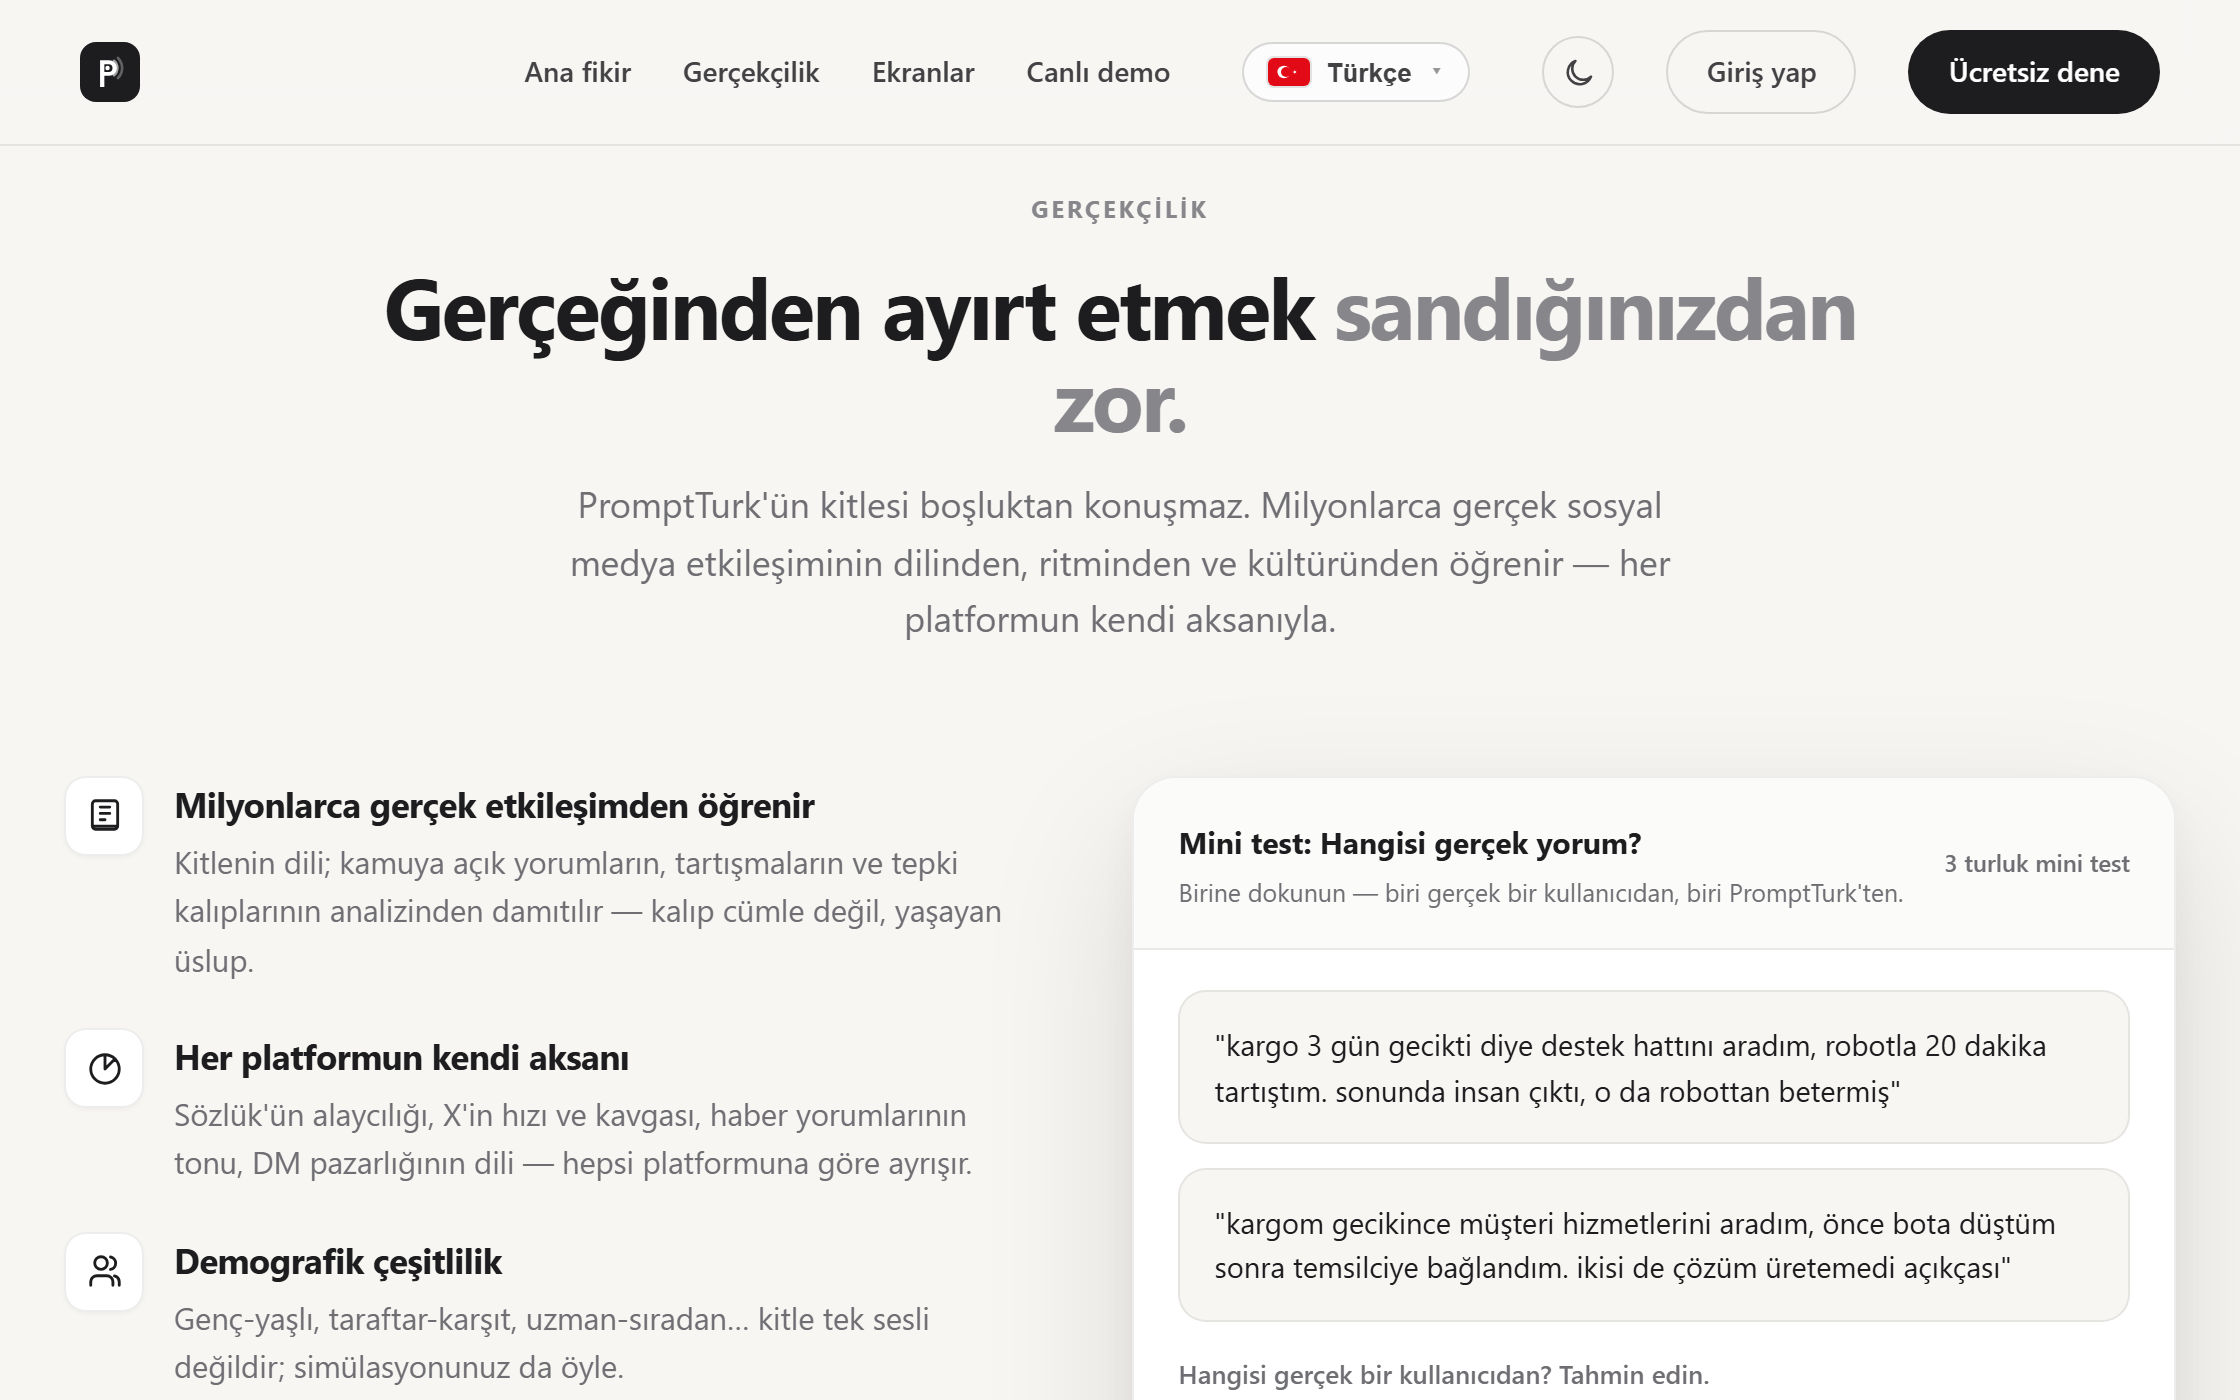 P
Ana fikir
Gerçekçilik
Ekranlar
Canlı demo
Türkçe
Giriş yap
Ücretsiz dene
GERÇEKÇİLİK
Gerçeğinden ayırt etmek sandığınızdan
zor.
PromptTurk'ün kitlesi boşluktan konuşmaz. Milyonlarca gerçek sosyal
medya etkileşiminin dilinden, ritminden ve kültüründen öğrenir — her
platformun kendi aksanıyla.
Milyonlarca gerçek etkileşimden öğrenir
Kitlenin dili; kamuya açık yorumların, tartışmaların ve tepki
kalıplarının analizinden damıtılır — kalıp cümle değil, yaşayan
üslup.
Her platformun kendi aksanı
Sözlük'ün alaycılığı, X'in hızı ve kavgası, haber yorumlarının
tonu, DM pazarlığının dili — hepsi platformuna göre ayrışır.
Demografik çeşitlilik
Genç-yaşlı, taraftar-karşıt, uzman-sıradan... kitle tek sesli
değildir; simülasyonunuz da öyle.
Mini test: Hangisi gerçek yorum?
Birine dokunun — biri gerçek bir kullanıcıdan, biri PromptTurk'ten.
3 turluk mini test
"kargo 3 gün gecikti diye destek hattını aradım, robotla 20 dakika
tartıştım. sonunda insan çıktı, o da robottan betermiş"
"kargom gecikince müşteri hizmetlerini aradım, önce bota düştüm
sonra temsilciye bağlandım. ikisi de çözüm üretemedi açıkçası"
Hangisi gerçek bir kullanıcıdan? Tahmin edin.